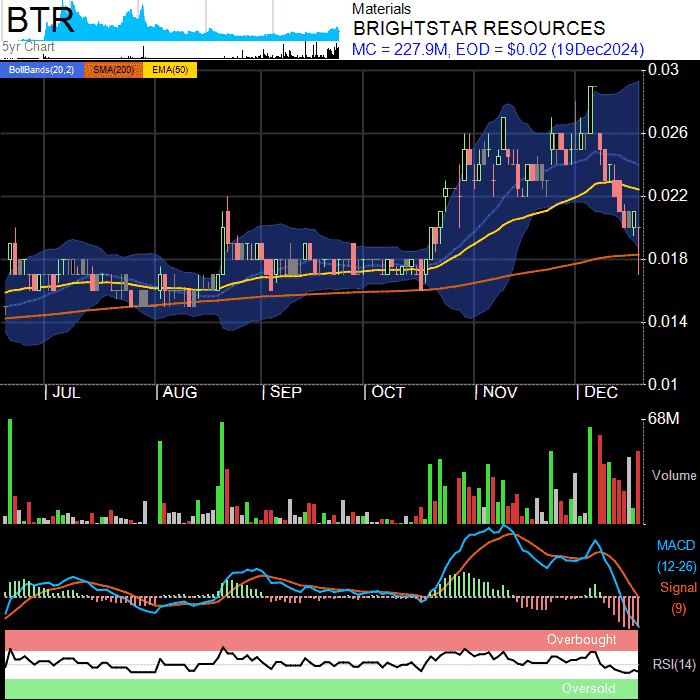 BTR
5yr Chart
Materials
BRIGHTSTAR RESOURCES
MC = 227.9M, EOD = $0.02 (19Dec2024)
BollBands(20,2) SMA(200) EMA(50)
0.03
0.026
0.022
0.018
0.014
0.01
| JUL | AUG | SEP | OCT | NOV | DEC
68M
Volume
MACD
(12-26)
Signal
(9)
Overbought
RSI(14)
Oversold